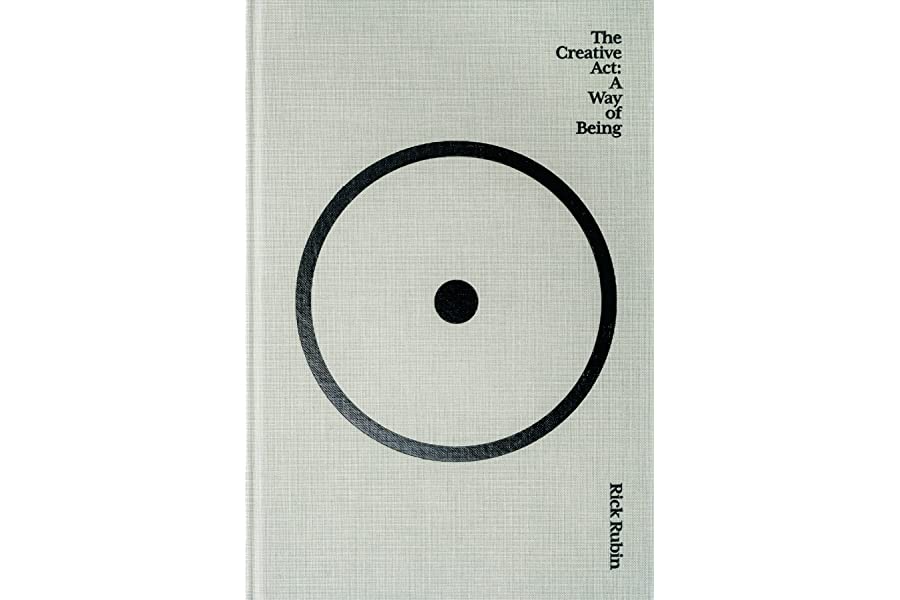 The
Creative
Act:
A
Way
of
Being
Rick Rubin